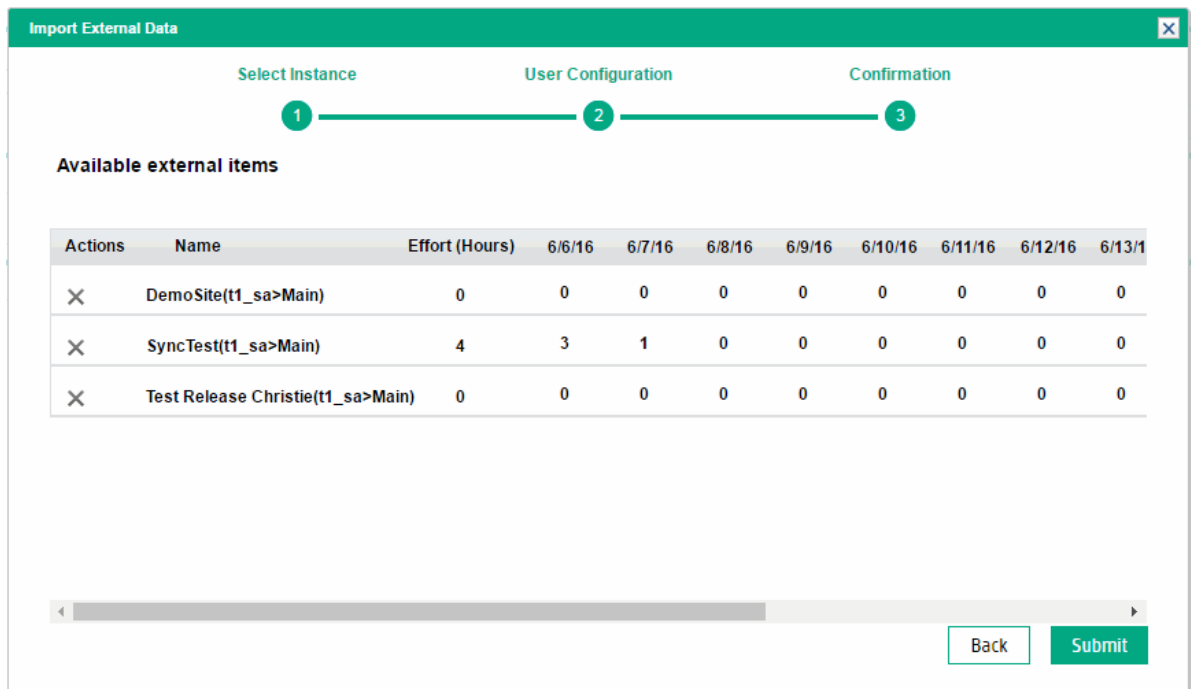 Import External Data
Select Instance User Configuration Confirmation
1 2 3
Available external items
Actions Name Effort (Hours) 6/6/16 6/7/16 6/8/16 6/9/16 6/10/16 6/11/16 6/12/16 6/13/1
DemoSite(t1_sa>Main) 0 0 0 0 0 0 0 0 0
SyncTest(t1_sa>Main) 4 3 1 0 0 0 0 0 0
Test Release Christie(t1_sa>Main) 0 0 0 0 0 0 0 0 0
Back Submit